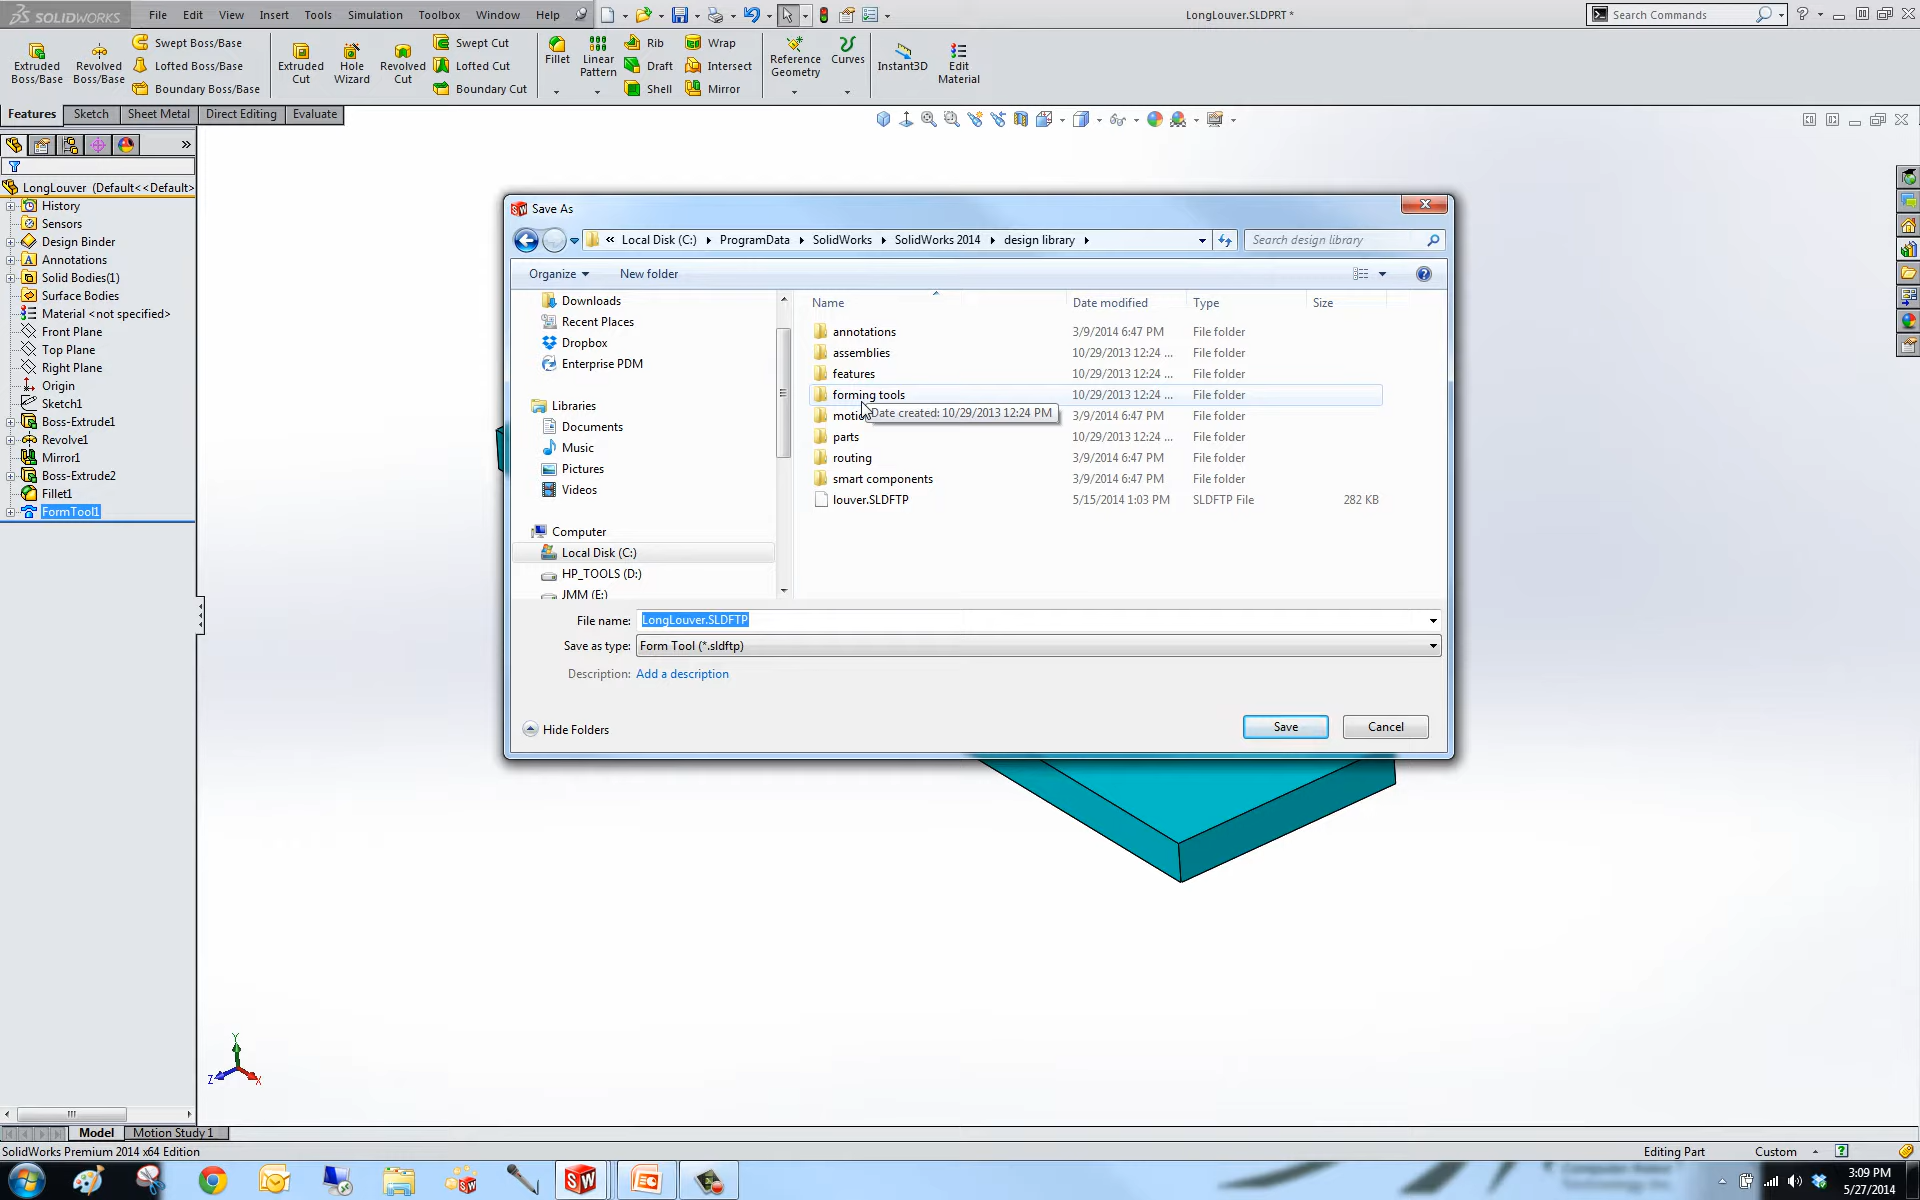 SOLIDWORKS File Edit View Insert Tools Simulation Toolbox Window Help LongLouver.SLDPRT * Search Commands
Extruded Boss/Base
Revolved Boss/Base
Swept Boss/Base
Lofted Boss/Base
Boundary Boss/Base
Extruded Cut
Hole Wizard
Revolved Cut
Swept Cut
Lofted Cut
Boundary Cut
Fillet
Linear Pattern
Rib
Draft
Shell
Wrap
Intersect
Mirror
Reference Geometry
Curves
Instant3D
Edit Material
Features Sketch Sheet Metal Direct Editing Evaluate
LongLouver (Default<<Default>
History
Sensors
Design Binder
Annotations
Solid Bodies(1)
Surface Bodies
Material <not specified>
Front Plane
Top Plane
Right Plane
Origin
Sketch1
Boss-Extrude1
Revolve1
Mirror1
Boss-Extrude2
Fillet1
FormTool1
Save As
« Local Disk (C:) ProgramData SolidWorks SolidWorks 2014 design library Search design library
Organize New folder
Downloads
Recent Places
Dropbox
Enterprise PDM
Libraries
Documents
Music
Pictures
Videos
Computer
Local Disk (C:)
HP_TOOLS (D:)
JMM (E:)
Name Date modified Type Size
annotations 3/9/2014 6:47 PM File folder
assemblies 10/29/2013 12:24 ... File folder
features 10/29/2013 12:24 ... File folder
forming tools 10/29/2013 12:24 ... File folder
motio 3/9/2014 6:47 PM File folder
Date created: 10/29/2013 12:24 PM
parts 10/29/2013 12:24 ... File folder
routing 3/9/2014 6:47 PM File folder
smart components 3/9/2014 6:47 PM File folder
louver.SLDFTP 5/15/2014 1:03 PM SLDFTP File 282 KB
File name: LongLouver.SLDFTP
Save as type: Form Tool (*.sldftp)
Description: Add a description
Hide Folders Save Cancel
Y
Z X
Model Motion Study 1
SolidWorks Premium 2014 x64 Edition Editing Part Custom
3:09 PM
5/27/2014